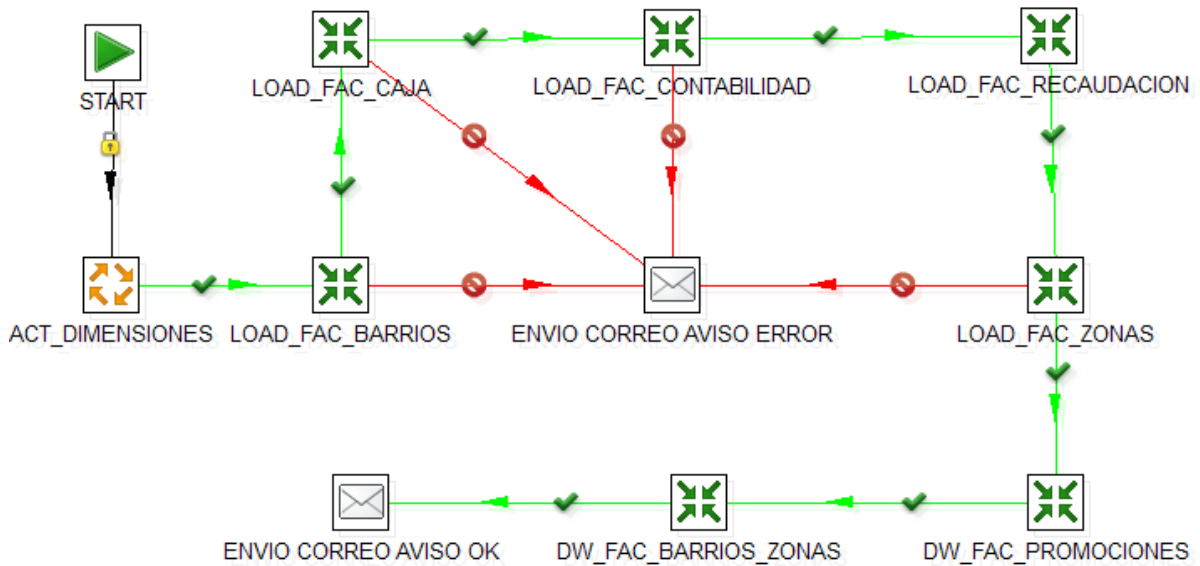 START
LOAD_FAC_CAJA
LOAD_FAC_CONTABILIDAD
LOAD_FAC_RECAUDACION
ACT_DIMENSIONES
LOAD_FAC_BARRIOS
ENVIO CORREO AVISO ERROR
LOAD_FAC_ZONAS
ENVIO CORREO AVISO OK
DW_FAC_BARRIOS_ZONAS
DW_FAC_PROMOCIONES